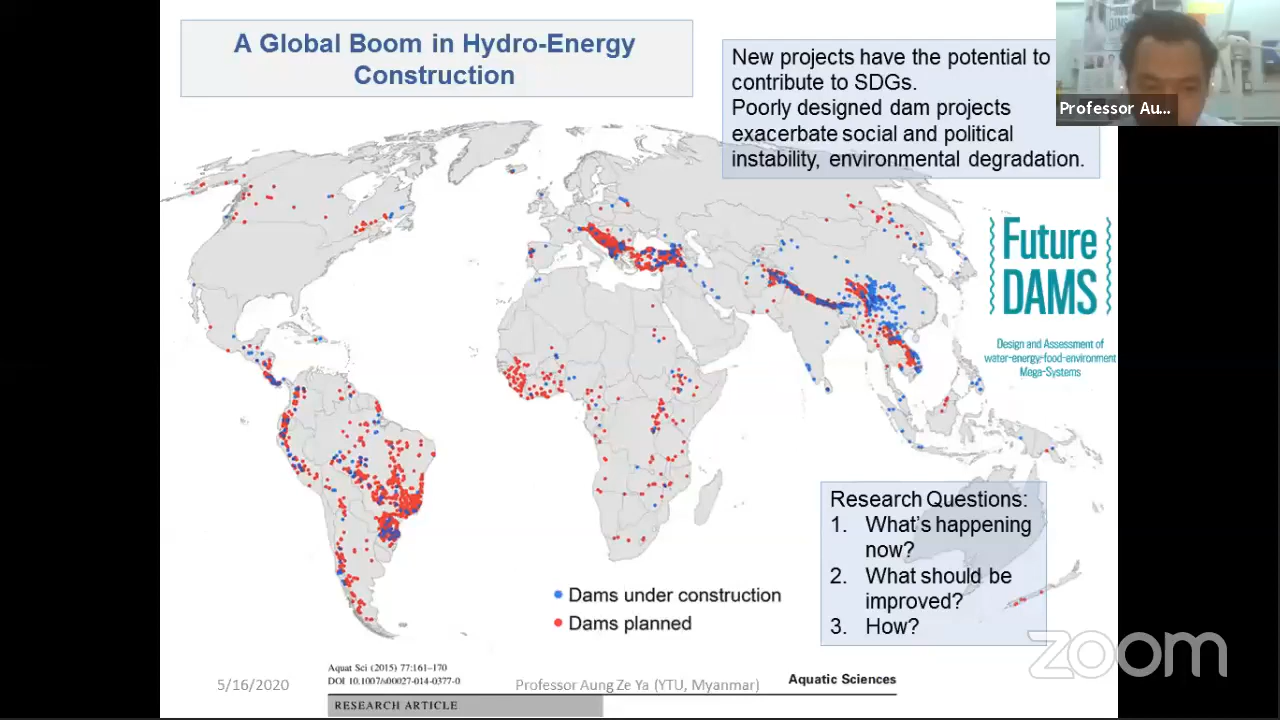 A Global Boom in Hydro-Energy
Construction
New projects have the potential to
contribute to SDGs.
Poorly designed dam projects
exacerbate social and political
instability, environmental degradation.
Professor Au...
Future
DAMS
Design and Assessment of
water-energy-food-environment
Mega-Systems
Research Questions:
1. What's happening
now?
2. What should be
improved?
3. How?
Dams under construction
Dams planned
zoom
Aquat Sci (2015) 77:161–170
DOI 10.1007/s00027-014-0377-0
5/16/2020
Professor Aung Ze Ya (YTU, Myanmar)
Aquatic Sciences
RESEARCH ARTICLE